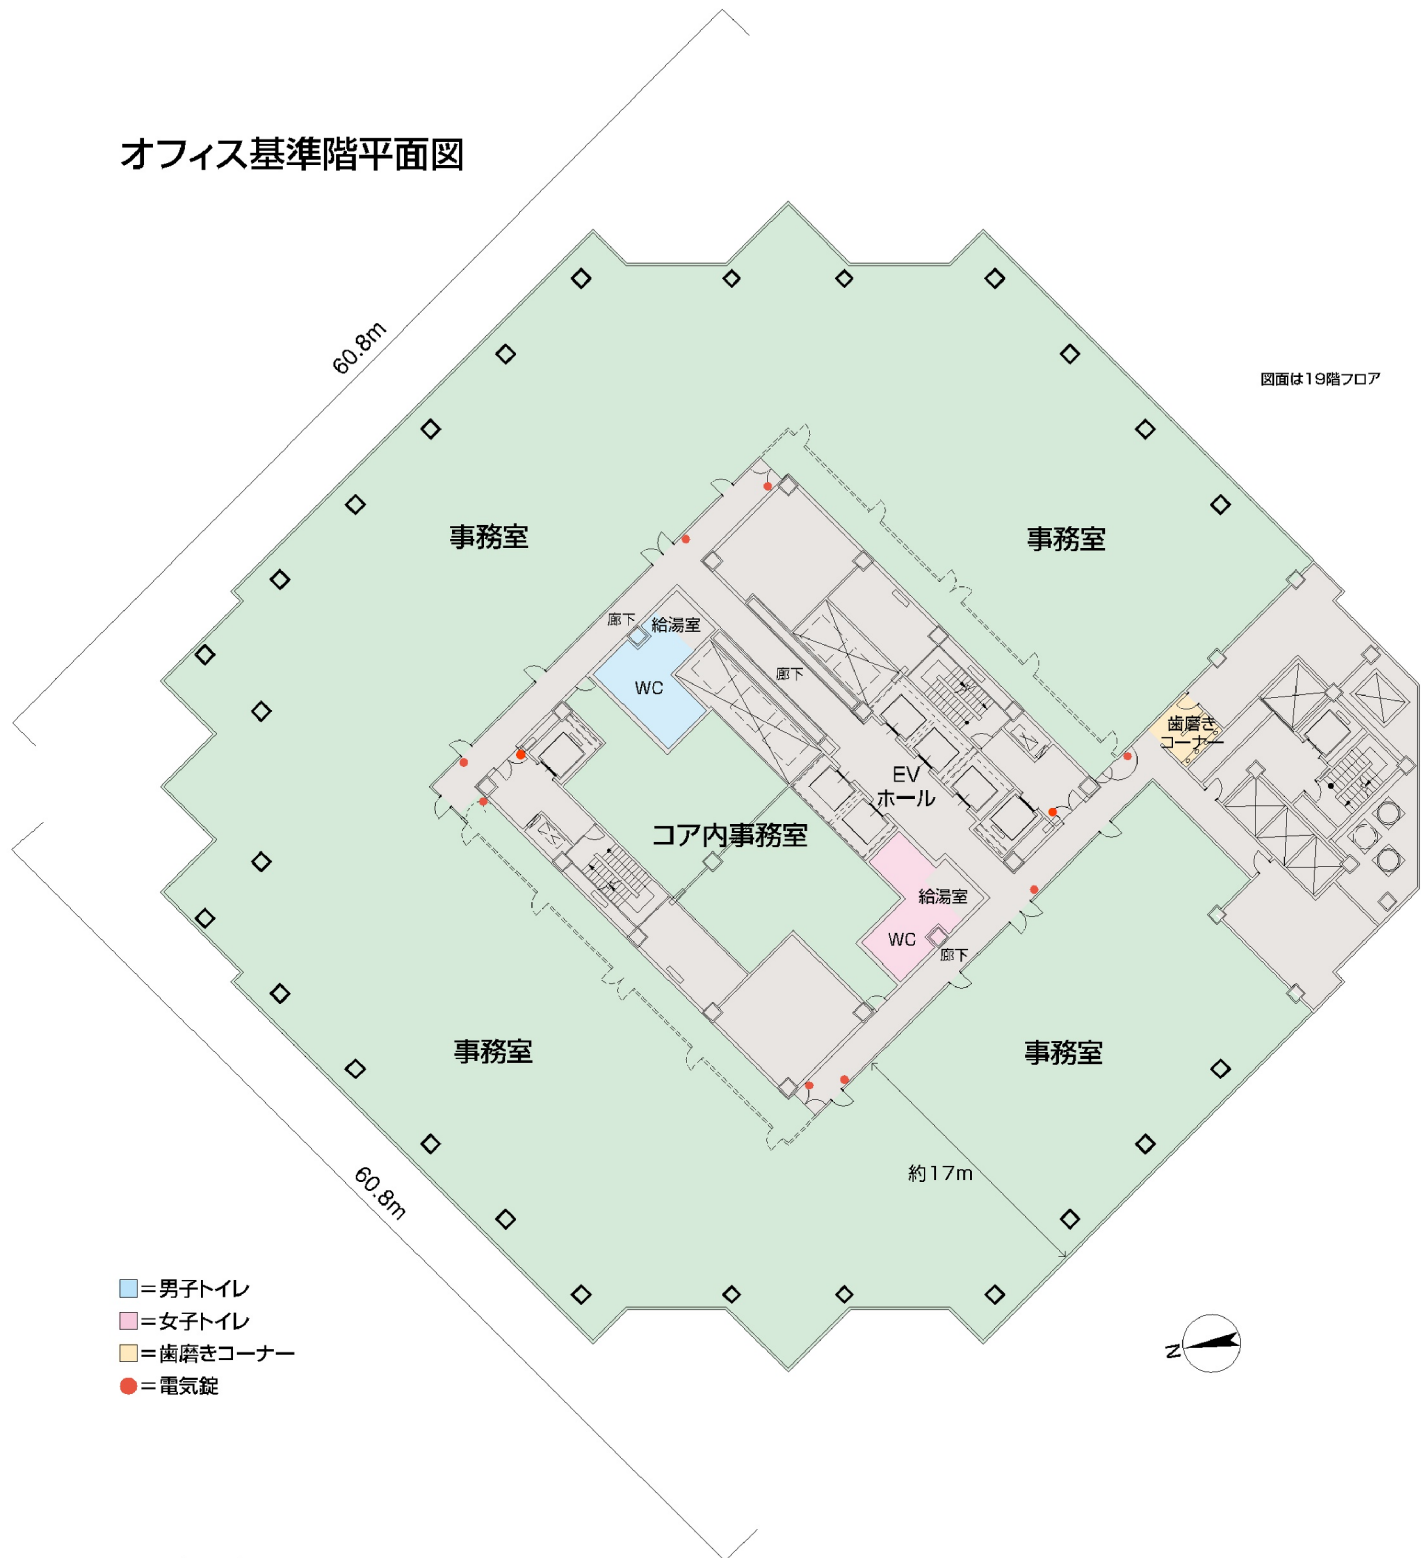 オフィス基準階平面図
60.8m
図面は19階フロア
事務室
事務室
廊下
給湯室
WC
廊下
歯磨き
コーナー
EV
ホール
コア内事務室
給湯室
WC
廊下
事務室
事務室
約17m
60.8m
=男子トイレ
=女子トイレ
=歯磨きコーナー
=電気錠
N